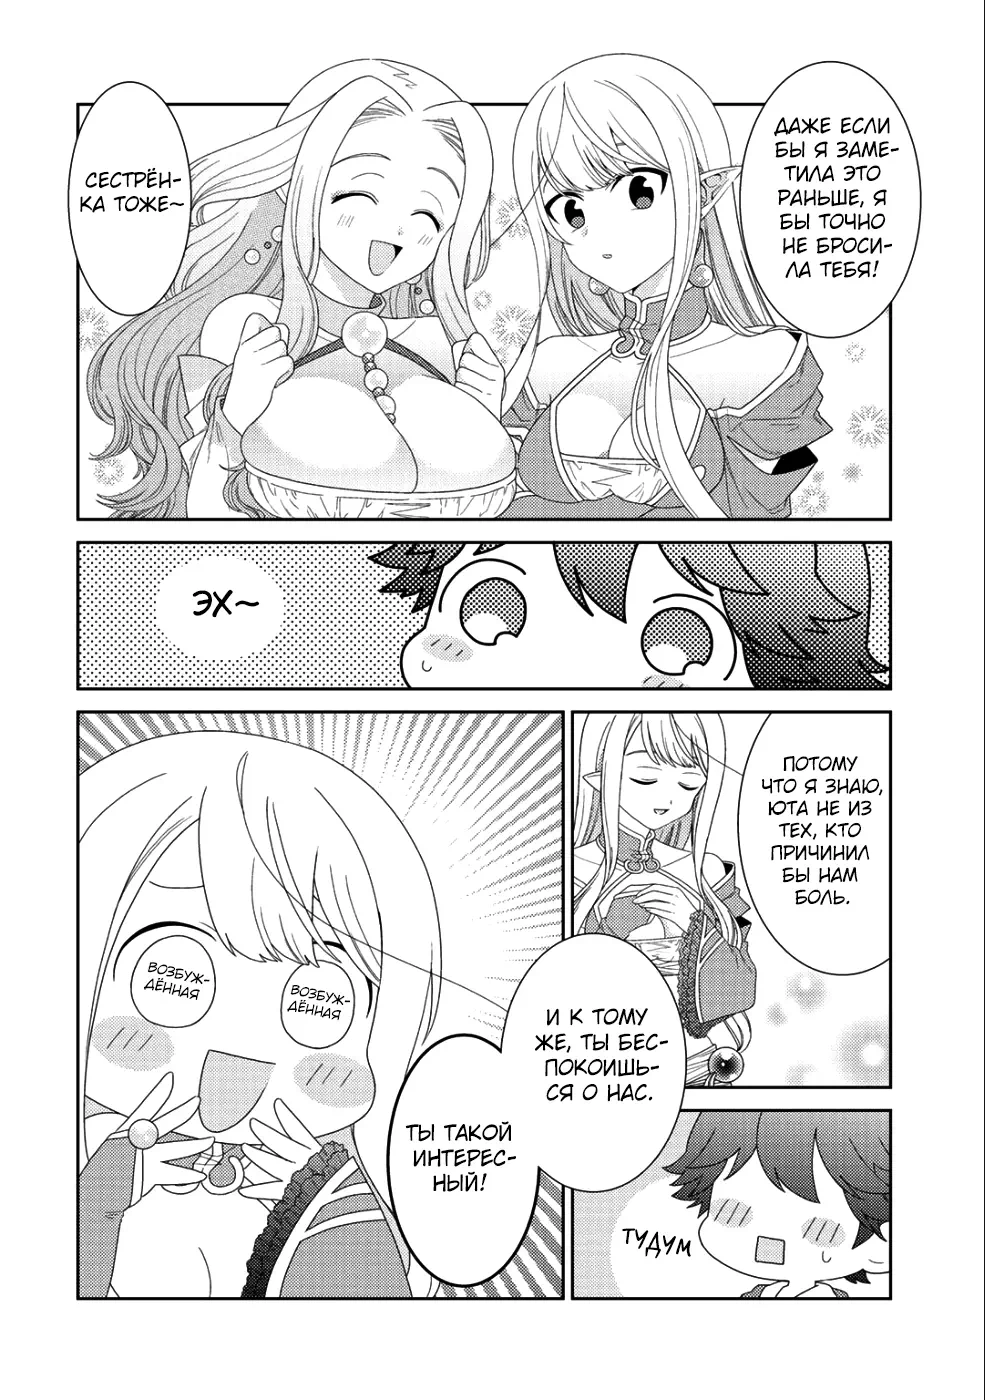 ДАЖЕ ЕСЛИ
БЫ Я ЗАМЕ-
ТИЛА ЭТО
РАНЬШЕ, Я
БЫ ТОЧНО
НЕ БРОСИ-
ЛА ТЕБЯ!
СЕСТРЁН-
КА ТОЖЕ~
ЭХ~
ПОТОМУ
ЧТО Я ЗНАЮ,
ЮТА НЕ ИЗ
ТЕХ, КТО
ПРИЧИНИЛ
БЫ НАМ
БОЛЬ.
И К ТОМУ
ЖЕ, ТЫ БЕС-
ПОКОИШЬ-
СЯ О НАС.
ТЫ ТАКОЙ
ИНТЕРЕС-
НЫЙ!
ВОЗБУЖ-
ДЁННАЯ
ВОЗБУЖ-
ДЁННАЯ
ТУДУМ